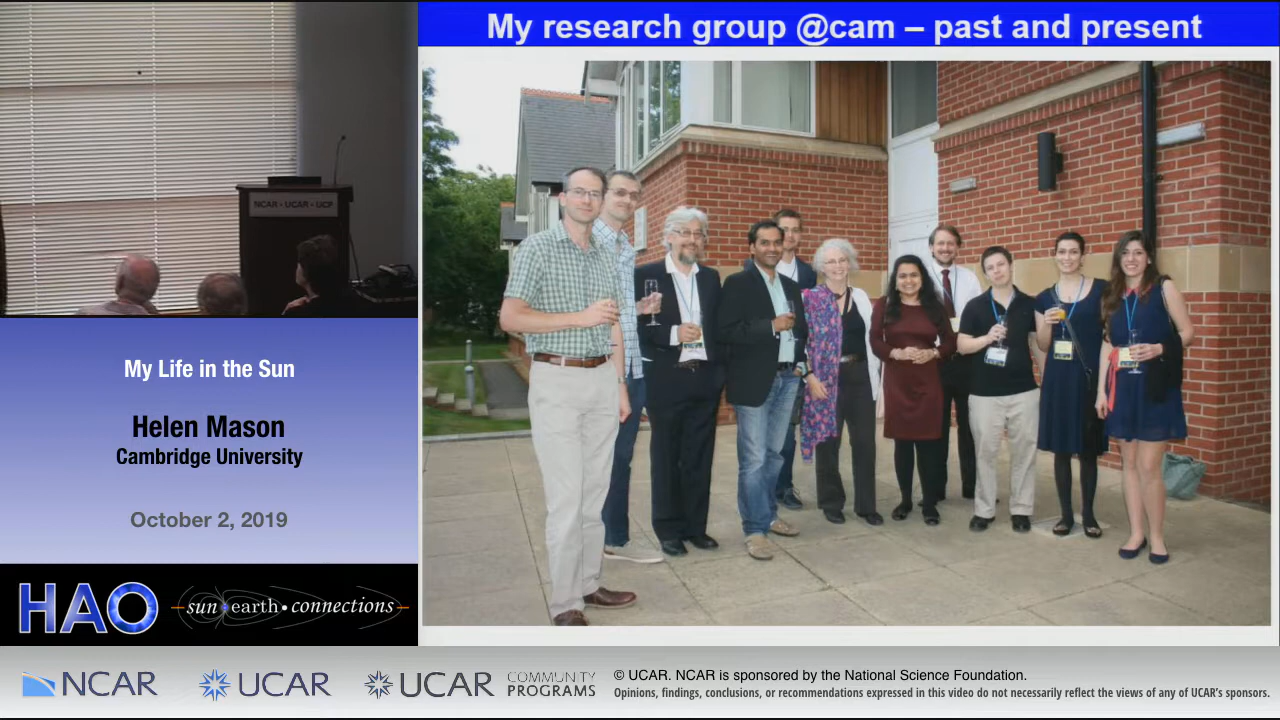 My research group @cam – past and present
NCAR • UCAR • UCP
My Life in the Sun
Helen Mason
Cambridge University
October 2, 2019
HAO
sun earth • connections
NCAR
UCAR
UCAR
COMMUNITY
PROGRAMS
© UCAR. NCAR is sponsored by the National Science Foundation.
Opinions, findings, conclusions, or recommendations expressed in this video do not necessarily reflect the views of any of UCAR's sponsors.